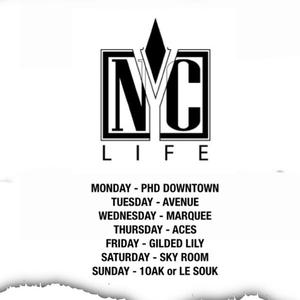 NYC
LIFE
MONDAY - PHD DOWNTOWN
TUESDAY - AVENUE
WEDNESDAY - MARQUEE
THURSDAY - ACES
FRIDAY - GILDED LILY
SATURDAY - SKY ROOM
SUNDAY - 1OAK or LE SOUK